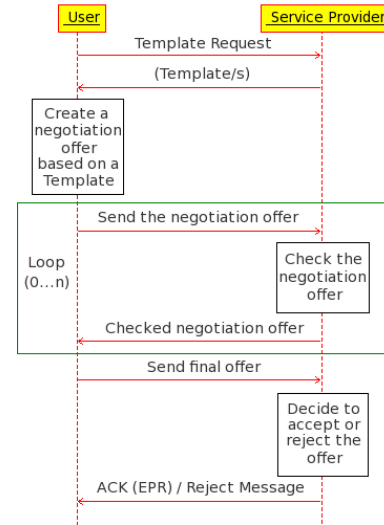 User
Service Provider
Template Request
(Template/s)
Create a
negotiation
offer
based on a
Template
Send the negotiation offer
Loop
(0...n)
Check the
negotiation
offer
Checked negotiation offer
Send final offer
Decide to
accept or
reject the
offer
ACK (EPR) / Reject Message